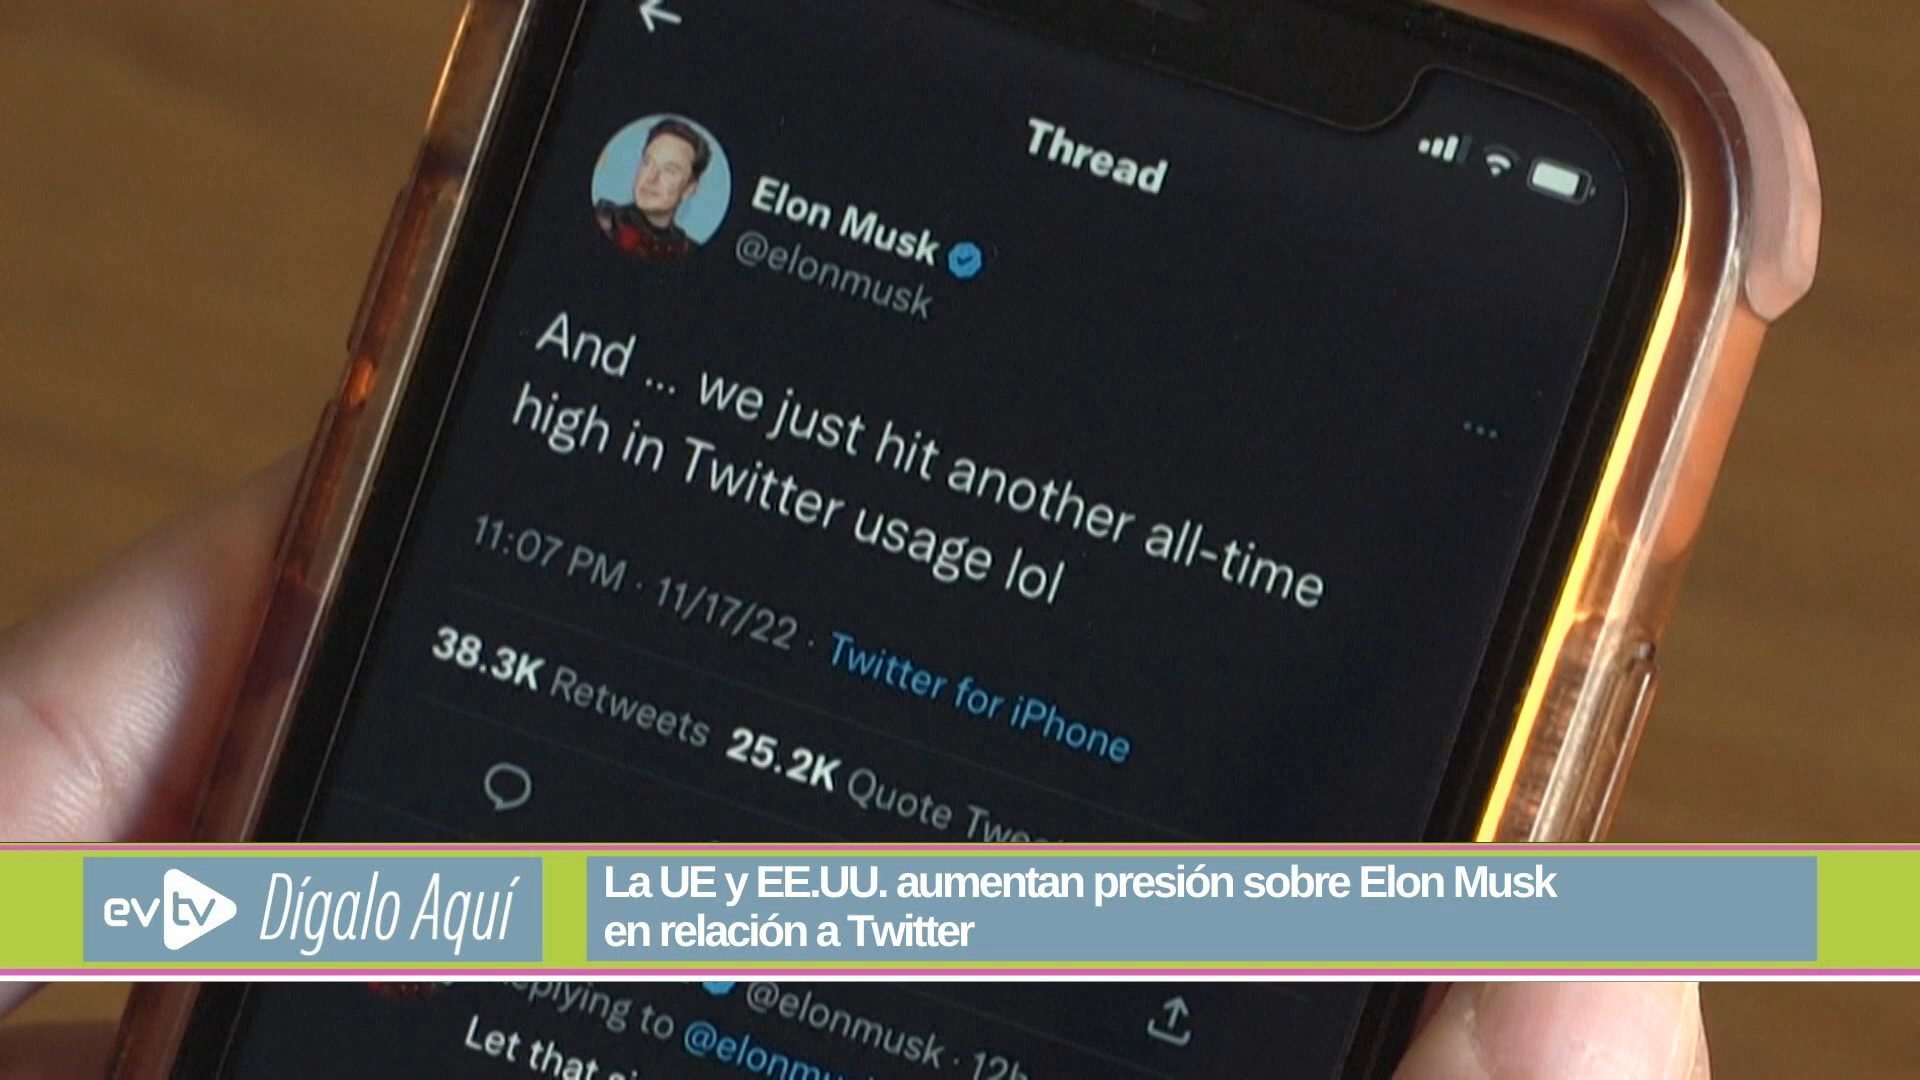 Thread
Elon Musk
@elonmusk
And ... we just hit another all-time
high in Twitter usage lol
11:07 PM · 11/17/22 · Twitter for iPhone
38.3K Retweets 25.2K Quote
evtv Dígalo Aquí
La UE y EE.UU. aumentan presión sobre Elon Musk
en relación a Twitter
@elonmusk · 12h
to
Let that